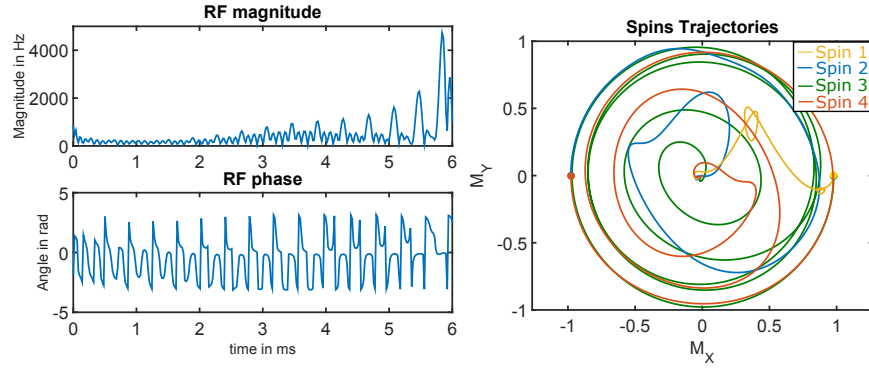 RF magnitude
Magnitude in Hz
4000
2000
0
0 1 2 3 4 5 6
RF phase
Angle in rad
5
0
-5
0 1 2 3 4 5 6
time in ms
Spins Trajectories
Spin 1
Spin 2
Spin 3
Spin 4
M_Y
1
0.5
0
-0.5
-1
-1 -0.5 0 0.5 1
M_X